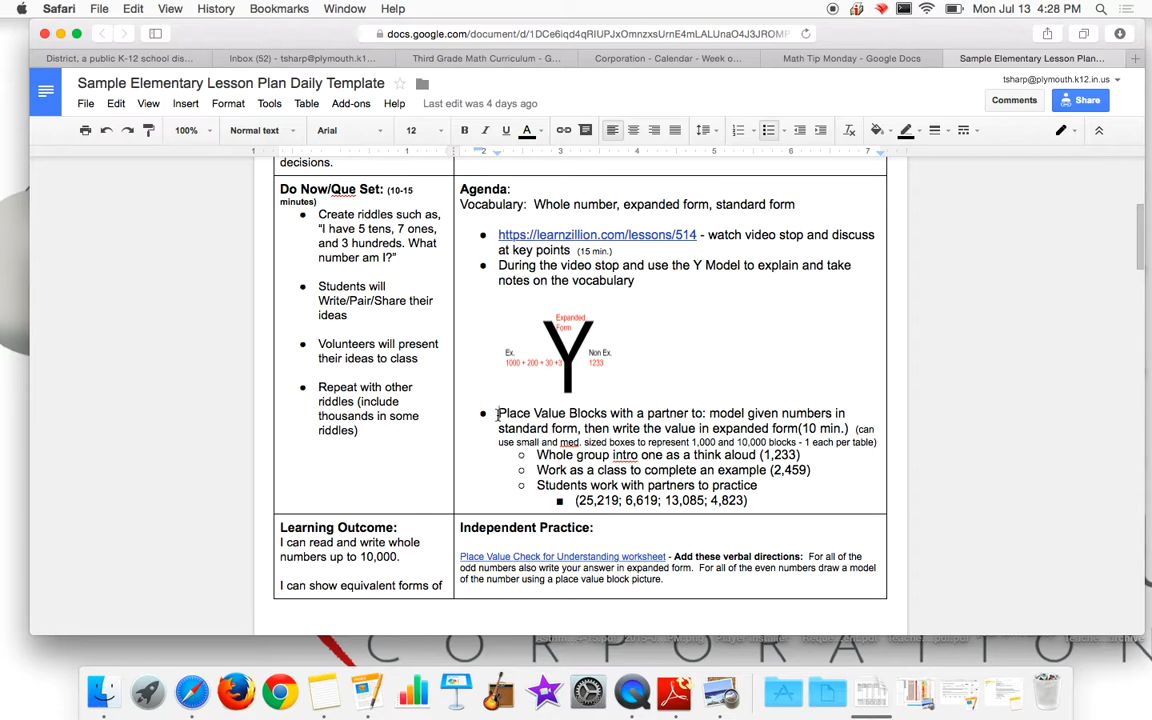 Safari File Edit View History Bookmarks Window Help Mon Jul 13 4:28 PM
docs.google.com/document/d/1DCe6iqd4qRIUPJxOmnzxsUrnE4mLALUnaO4J3JROMP
District, a public K-12 school dis... Inbox (52) - tsharp@plymouth.k1... Third Grade Math Curriculum - G... Corporation - Calendar - Week o... Math Tip Monday - Google Docs Sample Elementary Lesson Plan...
Sample Elementary Lesson Plan Daily Template
tsharp@plymouth.k12.in.us
File Edit View Insert Format Tools Table Add-ons Help Last edit was 4 days ago
Comments Share
100% Normal text Arial 12 B I U A
1 1 2 3 4 5 6 7
decisions.
Do Now/Que Set: (10-15
minutes)
• Create riddles such as,
"I have 5 tens, 7 ones,
and 3 hundreds. What
number am I?"
• Students will
Write/Pair/Share their
ideas
• Volunteers will present
their ideas to class
• Repeat with other
riddles (include
thousands in some
riddles)
Agenda:
Vocabulary: Whole number, expanded form, standard form
• https://learnzillion.com/lessons/514 - watch video stop and discuss
at key points (15 min.)
• During the video stop and use the Y Model to explain and take
notes on the vocabulary
Expanded
Form
Y
Ex.
1000 + 200 + 30 +3
Non Ex.
1233
• Place Value Blocks with a partner to: model given numbers in
standard form, then write the value in expanded form(10 min.) (can
use small and med. sized boxes to represent 1,000 and 10,000 blocks - 1 each per table)
○ Whole group intro one as a think aloud (1,233)
○ Work as a class to complete an example (2,459)
○ Students work with partners to practice
■ (25,219; 6,619; 13,085; 4,823)
Learning Outcome:
I can read and write whole
numbers up to 10,000.
I can show equivalent forms of
Independent Practice:
Place Value Check for Understanding worksheet - Add these verbal directions: For all of the
odd numbers also write your answer in expanded form. For all of the even numbers draw a model
of the number using a place value block picture.
CORPORATION